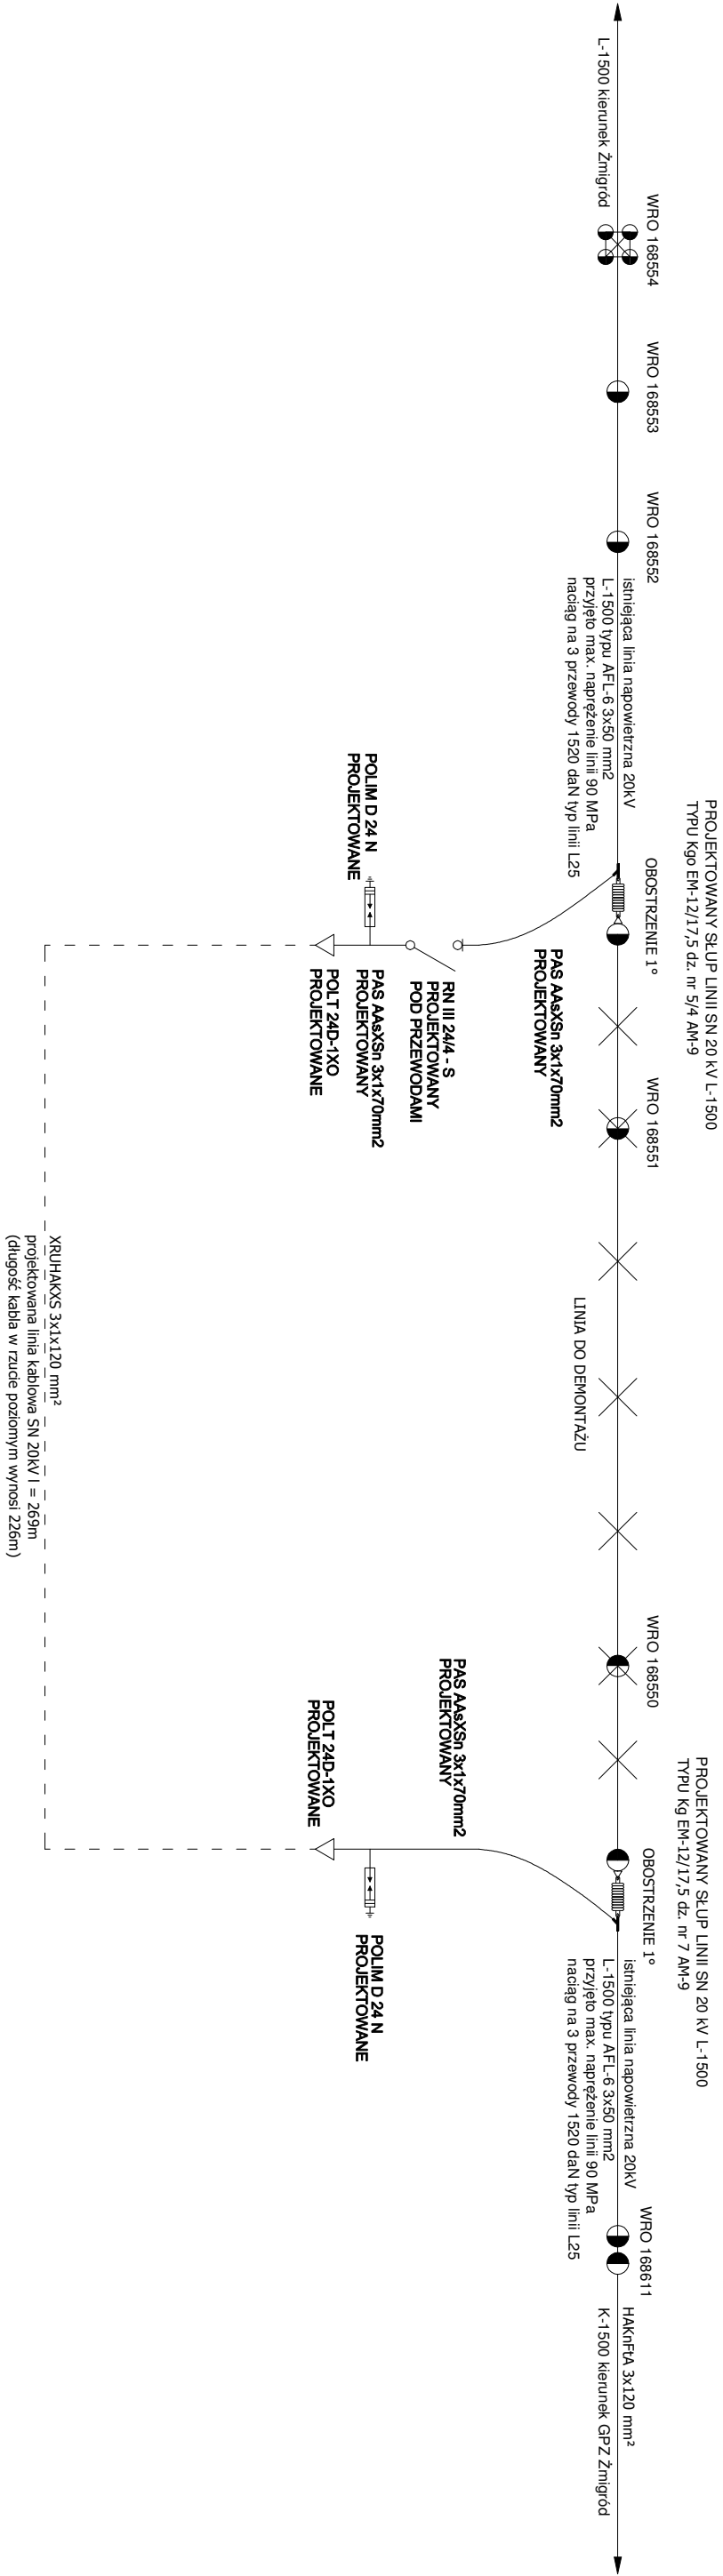 L-1500 kierunek Żmigród
WRO 168554
WRO 168553
WRO 168552
istniejąca linia napowietrzna 20kV
L-1500 typu AFL-6 3x50 mm2
przyjęto max. naprężenie linii 90 MPa
naciąg na 3 przewody 1520 daN typ linii L25
PROJEKTOWANY SŁUP LINII SN 20 kV L-1500
TYPU Kgo EM-12/17,5 dz. nr 5/4 AM-9
OBOSTRZENIE 1°
PAS AAsXSn 3x1x70mm2
PROJEKTOWANY
RN III 24/4 - S
PROJEKTOWANY
POD PRZEWODAMI
PAS AAsXSn 3x1x70mm2
PROJEKTOWANY
POLIM D 24 N
PROJEKTOWANE
POLT 24D-1XO
PROJEKTOWANE
WRO 168551
LINIA DO DEMONTAŻU
XRUHAKXS 3x1x120 mm²
projektowana linia kablowa SN 20kV l = 269m
(długość kabla w rzucie poziomym wynosi 226m)
WRO 168550
PROJEKTOWANY SŁUP LINII SN 20 kV L-1500
TYPU Kg EM-12/17,5 dz. nr 7 AM-9
OBOSTRZENIE 1°
PAS AAsXSn 3x1x70mm2
PROJEKTOWANY
POLT 24D-1XO
PROJEKTOWANE
POLIM D 24 N
PROJEKTOWANE
istniejąca linia napowietrzna 20kV
L-1500 typu AFL-6 3x50 mm2
przyjęto max. naprężenie linii 90 MPa
naciąg na 3 przewody 1520 daN typ linii L25
WRO 168611
HAKnFtA 3x120 mm²
K-1500 kierunek GPZ Żmigród